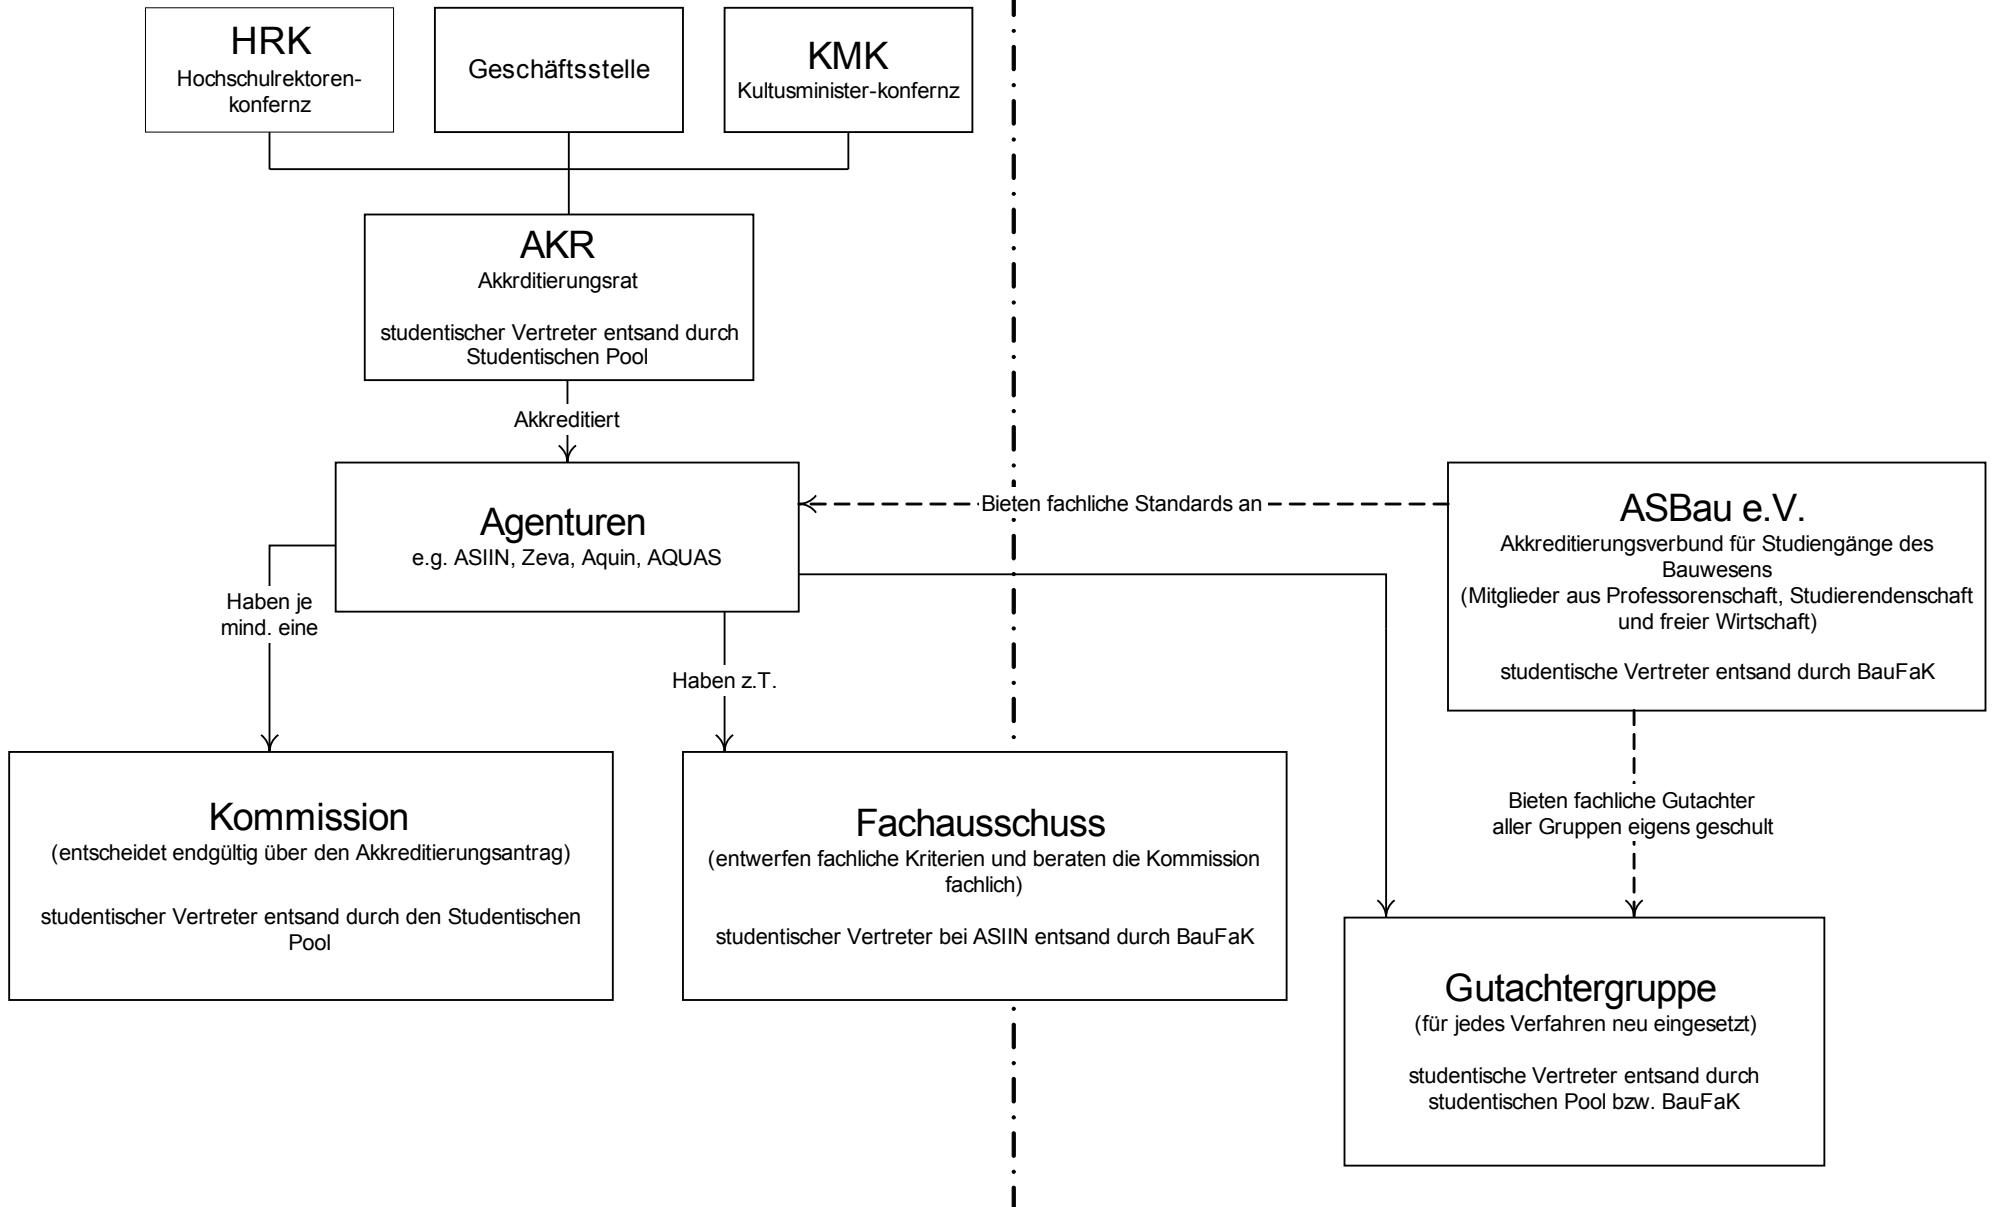 HRK
Hochschulrektoren-
konfernz
Geschäftsstelle
KMK
Kultusminister-konfernz
AKR
Akkrditierungsrat
studentischer Vertreter entsand durch
Studentischen Pool
Akkreditiert
Agenturen
e.g. ASIIN, Zeva, Aquin, AQUAS
Bieten fachliche Standards an
ASBau e.V.
Akkreditierungsverbund für Studiengänge des
Bauwesens
(Mitglieder aus Professorenschaft, Studierendenschaft
und freier Wirtschaft)
studentische Vertreter entsand durch BauFaK
Haben je
mind. eine
Haben z.T.
Kommission
(entscheidet endgültig über den Akkreditierungsantrag)
studentischer Vertreter entsand durch den Studentischen
Pool
Fachausschuss
(entwerfen fachliche Kriterien und beraten die Kommission
fachlich)
studentischer Vertreter bei ASIIN entsand durch BauFaK
Bieten fachliche Gutachter
aller Gruppen eigens geschult
Gutachtergruppe
(für jedes Verfahren neu eingesetzt)
studentische Vertreter entsand durch
studentischen Pool bzw. BauFaK